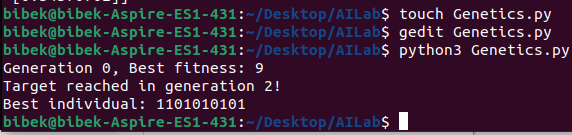 bibek@bibek-Aspire-ES1-431:~/Desktop/AILab$ touch Genetics.py
bibek@bibek-Aspire-ES1-431:~/Desktop/AILab$ gedit Genetics.py
bibek@bibek-Aspire-ES1-431:~/Desktop/AILab$ python3 Genetics.py
Generation 0, Best fitness: 9
Target reached in generation 2!
Best individual: 1101010101
bibek@bibek-Aspire-ES1-431:~/Desktop/AILab$